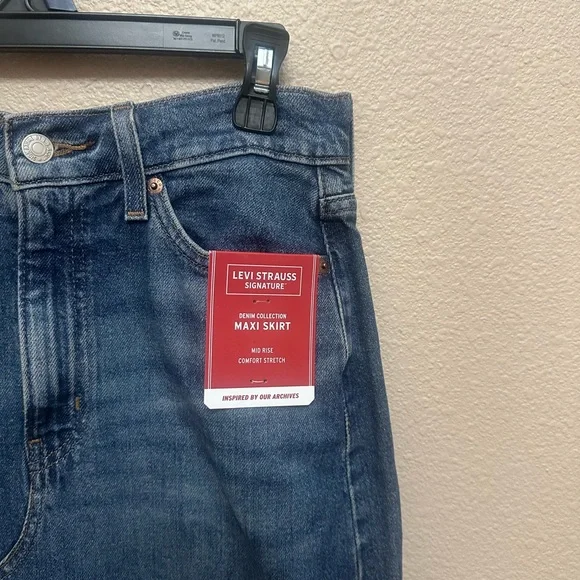 LEVI STRAUSS
SIGNATURE™
DENIM COLLECTION
MAXI SKIRT
MID RISE
COMFORT STRETCH
INSPIRED BY OUR ARCHIVES